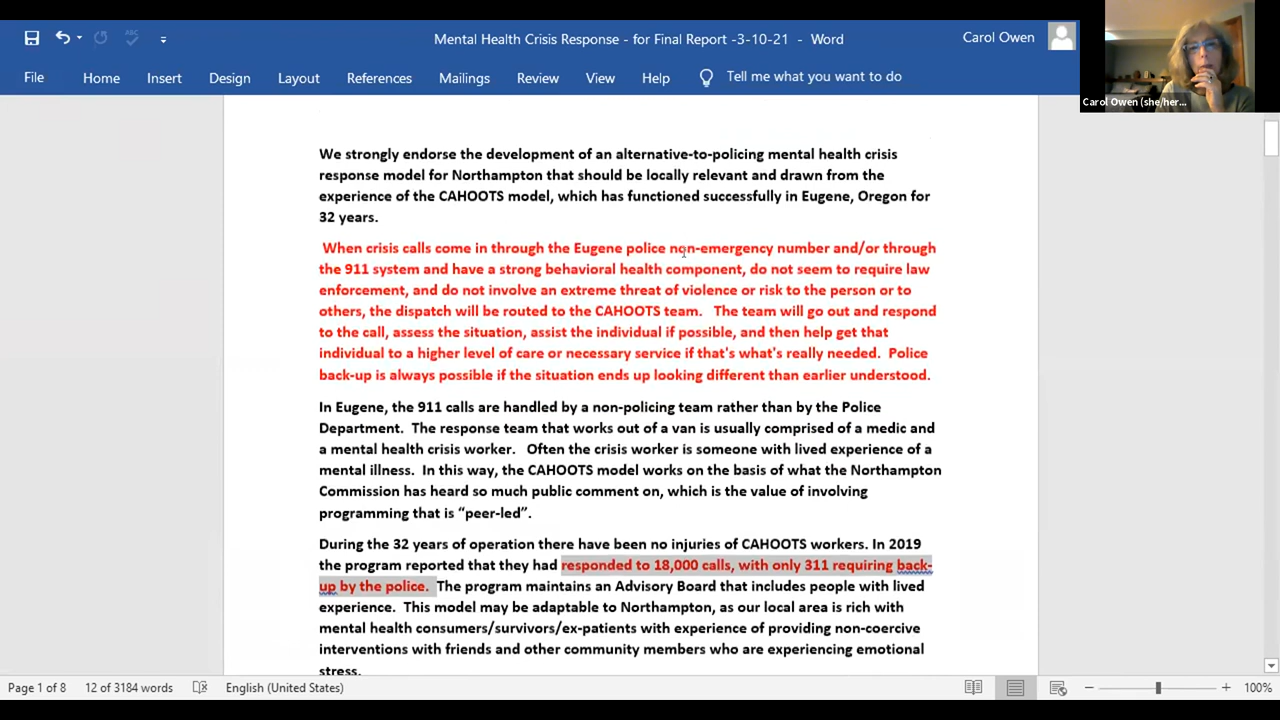 Mental Health Crisis Response - for Final Report -3-10-21 - Word
Carol Owen
File Home Insert Design Layout References Mailings Review View Help Tell me what you want to do
Carol Owen (she/her...
We strongly endorse the development of an alternative-to-policing mental health crisis
response model for Northampton that should be locally relevant and drawn from the
experience of the CAHOOTS model, which has functioned successfully in Eugene, Oregon for
32 years.
When crisis calls come in through the Eugene police non-emergency number and/or through
the 911 system and have a strong behavioral health component, do not seem to require law
enforcement, and do not involve an extreme threat of violence or risk to the person or to
others, the dispatch will be routed to the CAHOOTS team. The team will go out and respond
to the call, assess the situation, assist the individual if possible, and then help get that
individual to a higher level of care or necessary service if that's what's really needed. Police
back-up is always possible if the situation ends up looking different than earlier understood.
In Eugene, the 911 calls are handled by a non-policing team rather than by the Police
Department. The response team that works out of a van is usually comprised of a medic and
a mental health crisis worker. Often the crisis worker is someone with lived experience of a
mental illness. In this way, the CAHOOTS model works on the basis of what the Northampton
Commission has heard so much public comment on, which is the value of involving
programming that is “peer-led”.
During the 32 years of operation there have been no injuries of CAHOOTS workers. In 2019
the program reported that they had responded to 18,000 calls, with only 311 requiring back-
up by the police. The program maintains an Advisory Board that includes people with lived
experience. This model may be adaptable to Northampton, as our local area is rich with
mental health consumers/survivors/ex-patients with experience of providing non-coercive
interventions with friends and other community members who are experiencing emotional
stress.
Page 1 of 8 12 of 3184 words English (United States) 100%